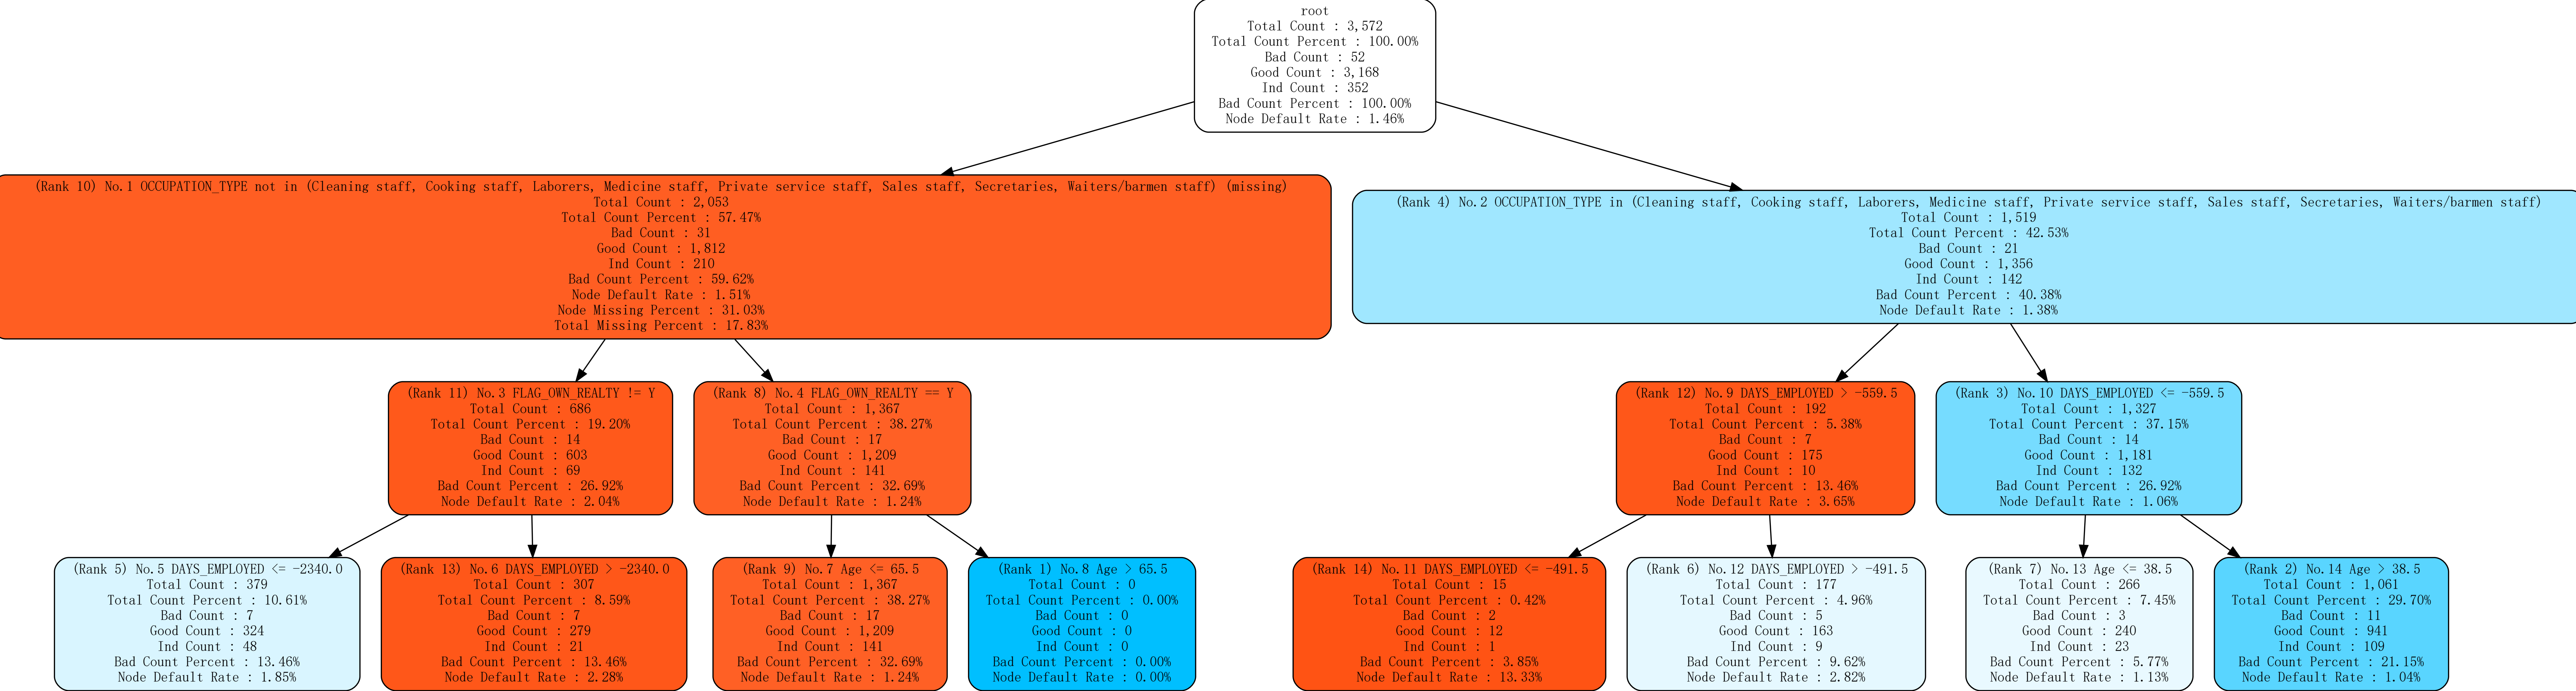 root
Total Count : 3,572
Total Count Percent : 100.00%
Bad Count : 52
Good Count : 3,168
Ind Count : 352
Bad Count Percent : 100.00%
Node Default Rate : 1.46%
(Rank 10) No.1 OCCUPATION_TYPE not in (Cleaning staff, Cooking staff, Laborers, Medicine staff, Private service staff, Sales staff, Secretaries, Waiters/barmen staff) (missing)
Total Count : 2,053
Total Count Percent : 57.47%
Bad Count : 31
Good Count : 1,812
Ind Count : 210
Bad Count Percent : 59.62%
Node Default Rate : 1.51%
Node Missing Percent : 31.03%
Total Missing Percent : 17.83%
(Rank 4) No.2 OCCUPATION_TYPE in (Cleaning staff, Cooking staff, Laborers, Medicine staff, Private service staff, Sales staff, Secretaries, Waiters/barmen staff)
Total Count : 1,519
Total Count Percent : 42.53%
Bad Count : 21
Good Count : 1,356
Ind Count : 142
Bad Count Percent : 40.38%
Node Default Rate : 1.38%
(Rank 11) No.3 FLAG_OWN_REALTY != Y
Total Count : 686
Total Count Percent : 19.20%
Bad Count : 14
Good Count : 603
Ind Count : 69
Bad Count Percent : 26.92%
Node Default Rate : 2.04%
(Rank 8) No.4 FLAG_OWN_REALTY == Y
Total Count : 1,367
Total Count Percent : 38.27%
Bad Count : 17
Good Count : 1,209
Ind Count : 141
Bad Count Percent : 32.69%
Node Default Rate : 1.24%
(Rank 12) No.9 DAYS_EMPLOYED > -559.5
Total Count : 192
Total Count Percent : 5.38%
Bad Count : 7
Good Count : 175
Ind Count : 10
Bad Count Percent : 13.46%
Node Default Rate : 3.65%
(Rank 3) No.10 DAYS_EMPLOYED <= -559.5
Total Count : 1,327
Total Count Percent : 37.15%
Bad Count : 14
Good Count : 1,181
Ind Count : 132
Bad Count Percent : 26.92%
Node Default Rate : 1.06%
(Rank 5) No.5 DAYS_EMPLOYED <= -2340.0
Total Count : 379
Total Count Percent : 10.61%
Bad Count : 7
Good Count : 324
Ind Count : 48
Bad Count Percent : 13.46%
Node Default Rate : 1.85%
(Rank 13) No.6 DAYS_EMPLOYED > -2340.0
Total Count : 307
Total Count Percent : 8.59%
Bad Count : 7
Good Count : 279
Ind Count : 21
Bad Count Percent : 13.46%
Node Default Rate : 2.28%
(Rank 9) No.7 Age <= 65.5
Total Count : 1,367
Total Count Percent : 38.27%
Bad Count : 17
Good Count : 1,209
Ind Count : 141
Bad Count Percent : 32.69%
Node Default Rate : 1.24%
(Rank 1) No.8 Age > 65.5
Total Count : 0
Total Count Percent : 0.00%
Bad Count : 0
Good Count : 0
Ind Count : 0
Bad Count Percent : 0.00%
Node Default Rate : 0.00%
(Rank 14) No.11 DAYS_EMPLOYED <= -491.5
Total Count : 15
Total Count Percent : 0.42%
Bad Count : 2
Good Count : 12
Ind Count : 1
Bad Count Percent : 3.85%
Node Default Rate : 13.33%
(Rank 6) No.12 DAYS_EMPLOYED > -491.5
Total Count : 177
Total Count Percent : 4.96%
Bad Count : 5
Good Count : 163
Ind Count : 9
Bad Count Percent : 9.62%
Node Default Rate : 2.82%
(Rank 7) No.13 Age <= 38.5
Total Count : 266
Total Count Percent : 7.45%
Bad Count : 3
Good Count : 240
Ind Count : 23
Bad Count Percent : 5.77%
Node Default Rate : 1.13%
(Rank 2) No.14 Age > 38.5
Total Count : 1,061
Total Count Percent : 29.70%
Bad Count : 11
Good Count : 941
Ind Count : 109
Bad Count Percent : 21.15%
Node Default Rate : 1.04%